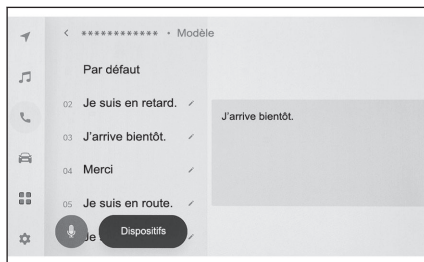 < ************ • Modèle
Par défaut
02 Je suis en retard.
03 J'arrive bientôt.
04 Merci
05 Je suis en route.
Je
Dispositifs
J'arrive bientôt.